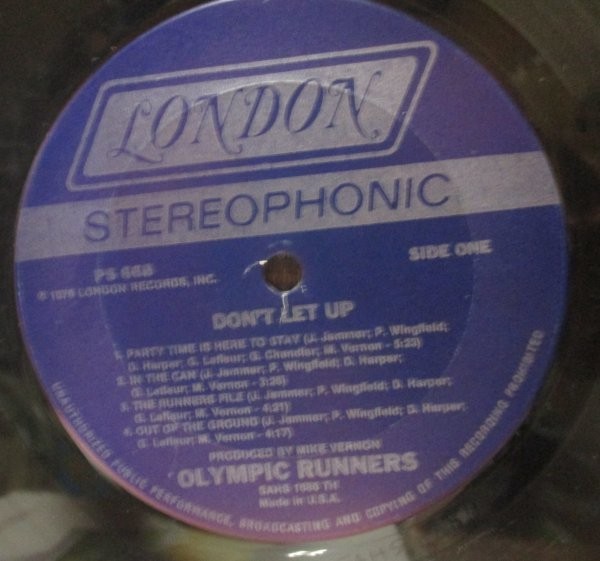 LONDON
STEREOPHONIC
PS 668
SIDE ONE
℗ 1976 LONDON RECORDS, INC.
DON'T LET UP
1. PARTY TIME IS HERE TO STAY (J. Jammer; P. Wingfield;
D. Harper; G. Lefleur; G. Chandler; M. Vernon - 5:23)
2. IN THE CAN (J. Jammer; P. Wingfield; D. Harper;
G. Lefleur; M. Vernon - 3:26)
3. THE RUNNERS FILE (J. Jammer; P. Wingfield; D. Harper;
G. Lefleur; M. Vernon - 4:21)
4. OUT OF THE GROUND (J. Jammer; P. Wingfield; D. Harper;
G. Lefleur; M. Vernon - 4:17)
PRODUCED BY MIKE VERNON
OLYMPIC RUNNERS
Made in U.S.A.
UNAUTHORIZED PUBLIC PERFORMANCE, BROADCASTING AND COPYING OF THIS RECORDING PROHIBITED